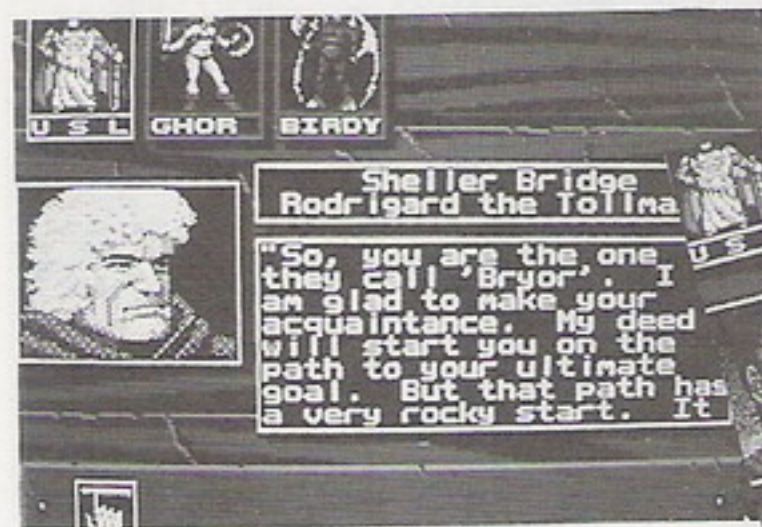 U S L GHOR BIRDY
Sheller Bridge
Rodrigard the Tollma
"So, you are the one
they call 'Bryor'. I
am glad to make your
acquaintance. My deed
will start you on the
path to your ultimate
goal. But that path has
a very rocky start. It
U S